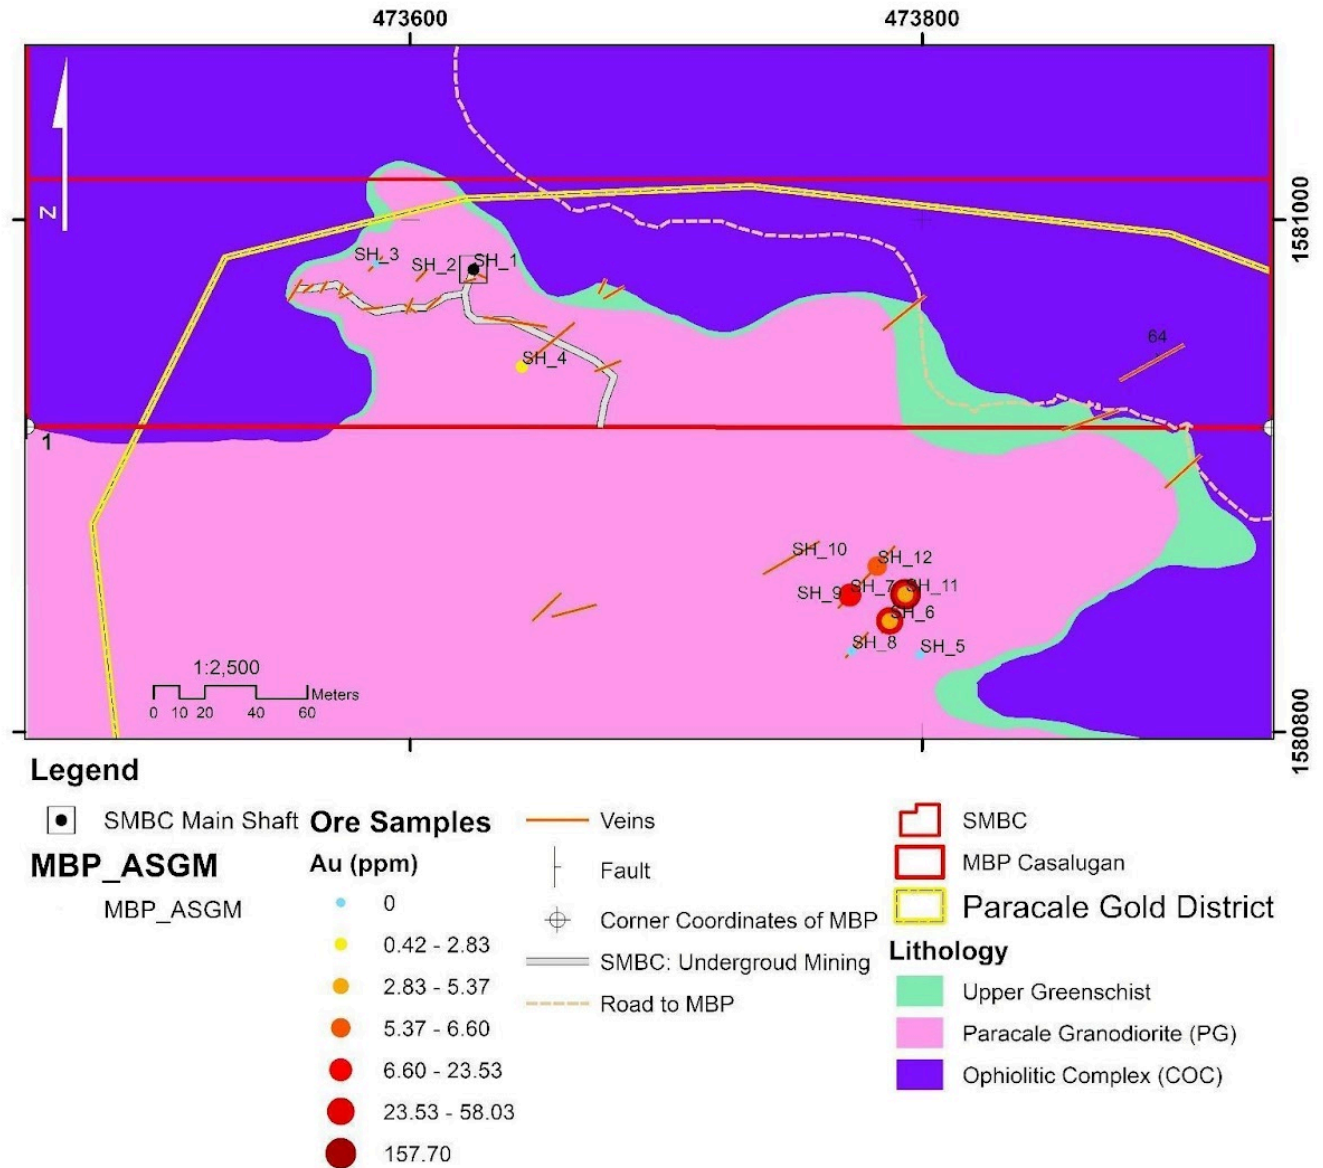 473600
473800
1581000
N
SH_3
SH_2
SH_1
64
SH_4
1
SH_10
SH_12
SH_9
SH_7
SH_11
SH_6
SH_8
SH_5
1:2,500
Meters
0 10 20 40 60
1580800
Legend
SMBC Main Shaft
MBP_ASGM
MBP_ASGM
Ore Samples
Au (ppm)
0
0.42 - 2.83
2.83 - 5.37
5.37 - 6.60
6.60 - 23.53
23.53 - 58.03
157.70
Veins
Fault
Corner Coordinates of MBP
SMBC: Undergroud Mining
Road to MBP
SMBC
MBP Casalugan
Paracale Gold District
Lithology
Upper Greenschist
Paracale Granodiorite (PG)
Ophiolitic Complex (COC)